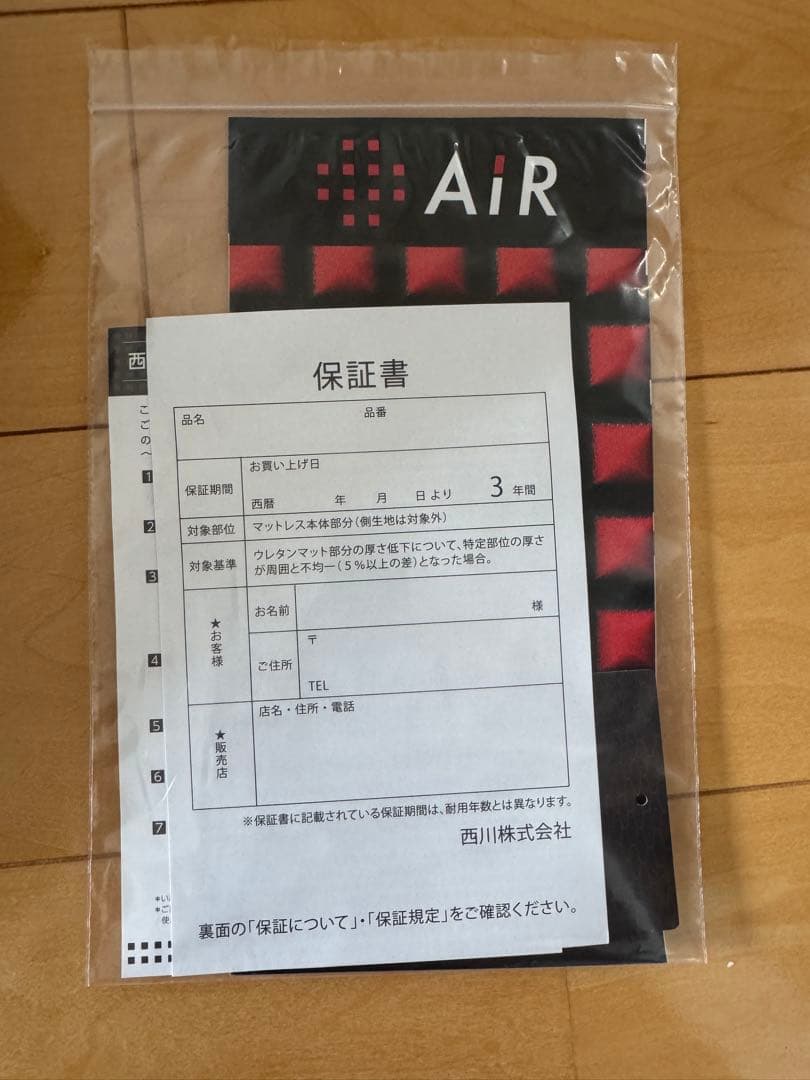 AiR
保証書
品名
品番
保証期間
お買い上げ日
西暦 年 月 日より 3 年間
対象部位
マットレス本体部分(側生地は対象外)
対象基準
ウレタンマット部分の厚さ低下について、特定部位の厚さ
が周囲と不均一(5%以上の差)となった場合。
★お客様
お名前
様
ご住所
〒
TEL
★販売店
店名・住所・電話
※保証書に記載されている保証期間は、耐用年数とは異なります。
西川株式会社
裏面の「保証について」・「保証規定」をご確認ください。
西
1
2
3
4
5
6
7